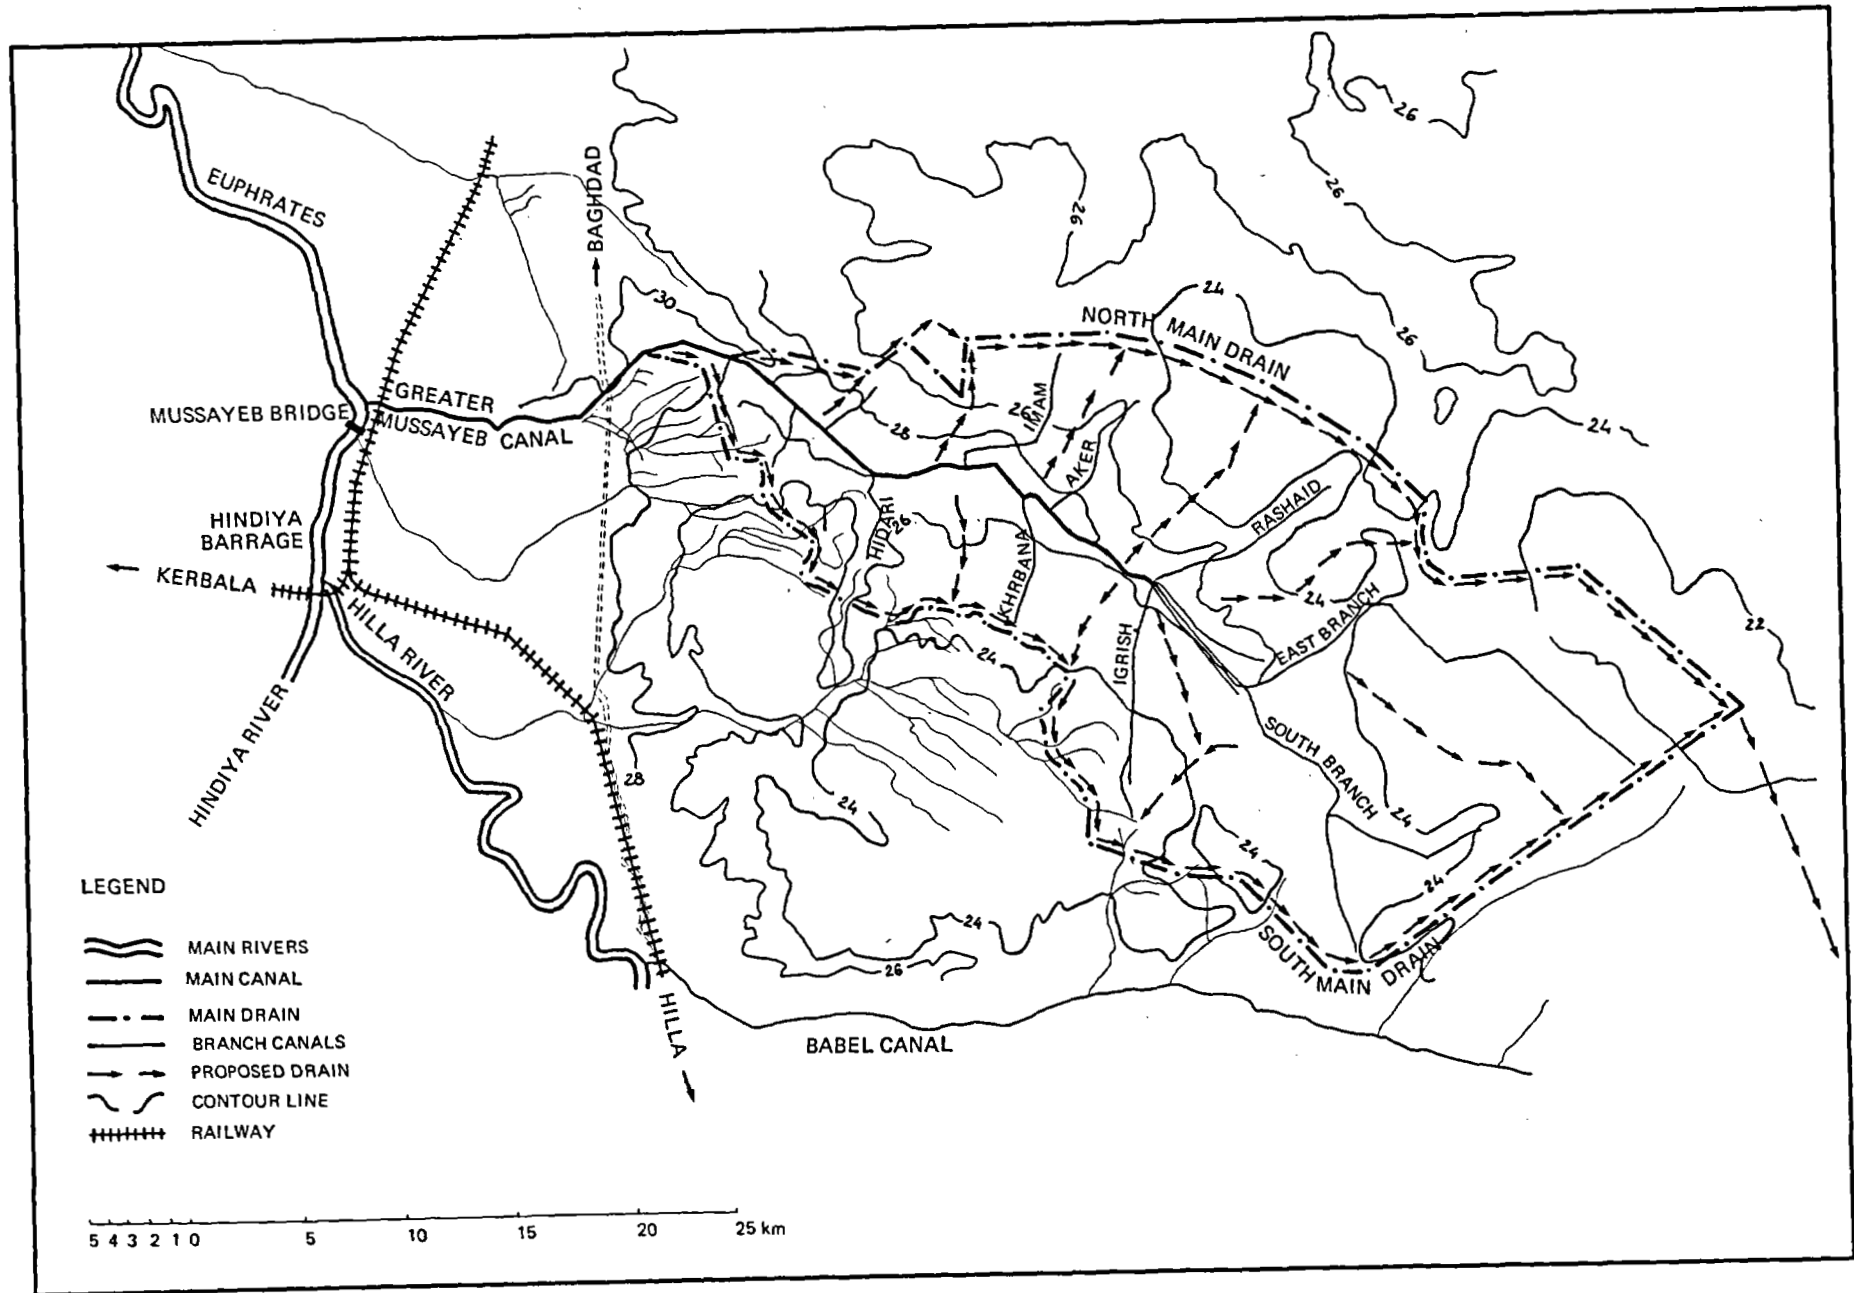 26
26
EUPHRATES
BAGHDAD
26
30
24
NORTH MAIN DRAIN
26
GREATER
MUSSAYEB BRIDGE
MUSSAYEB CANAL
28
26
IMAM
AKER
24
HINDIYA
BARRAGE
KERBALA
HIDARI
26
KHRBANA
RASHAID
24
EAST BRANCH
22
HILLA RIVER
24
IGRISH
HINDIYA RIVER
28
24
SOUTH BRANCH
24
24
24
24
26
SOUTH MAIN DRAIN
HILLA
BABEL CANAL
LEGEND
MAIN RIVERS
MAIN CANAL
MAIN DRAIN
BRANCH CANALS
PROPOSED DRAIN
CONTOUR LINE
RAILWAY
5 4 3 2 1 0 5 10 15 20 25 km